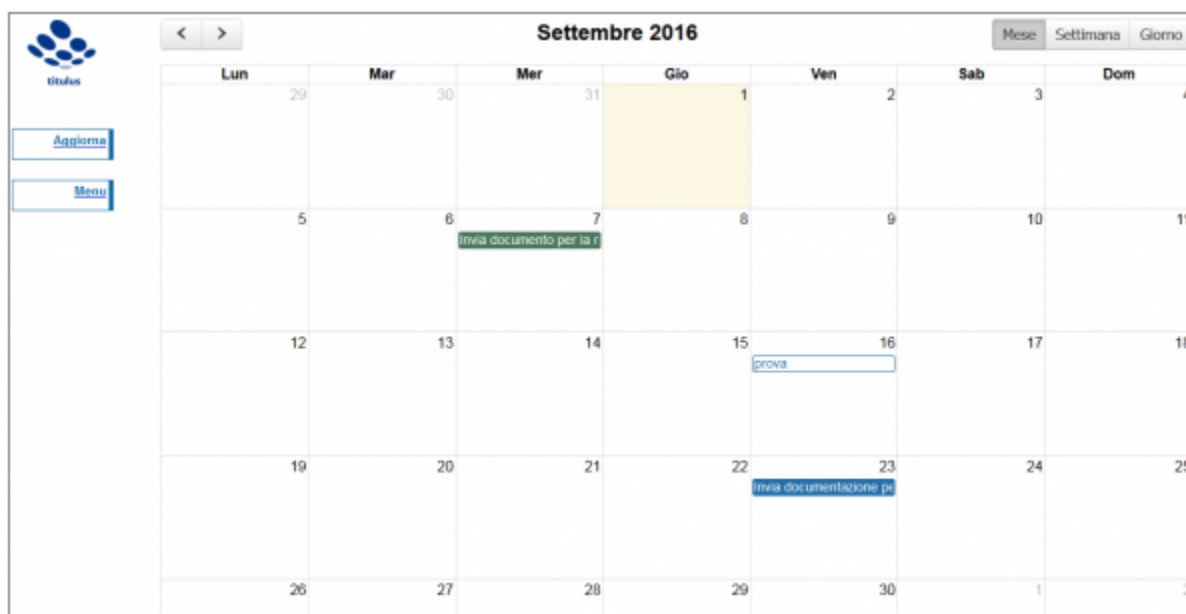 Settembre 2016
Mese Settimana Giorno
titulus
Lun Mar Mer Gio Ven Sab Dom
29 30 31 1 2 3 4
Aggiorna
Menu
5 6 7 8 9 10
Invia documento per la r
12 13 14 15 16 17 18
prova
19 20 21 22 23 24 25
Invia documentazione pe
26 27 28 29 30 1